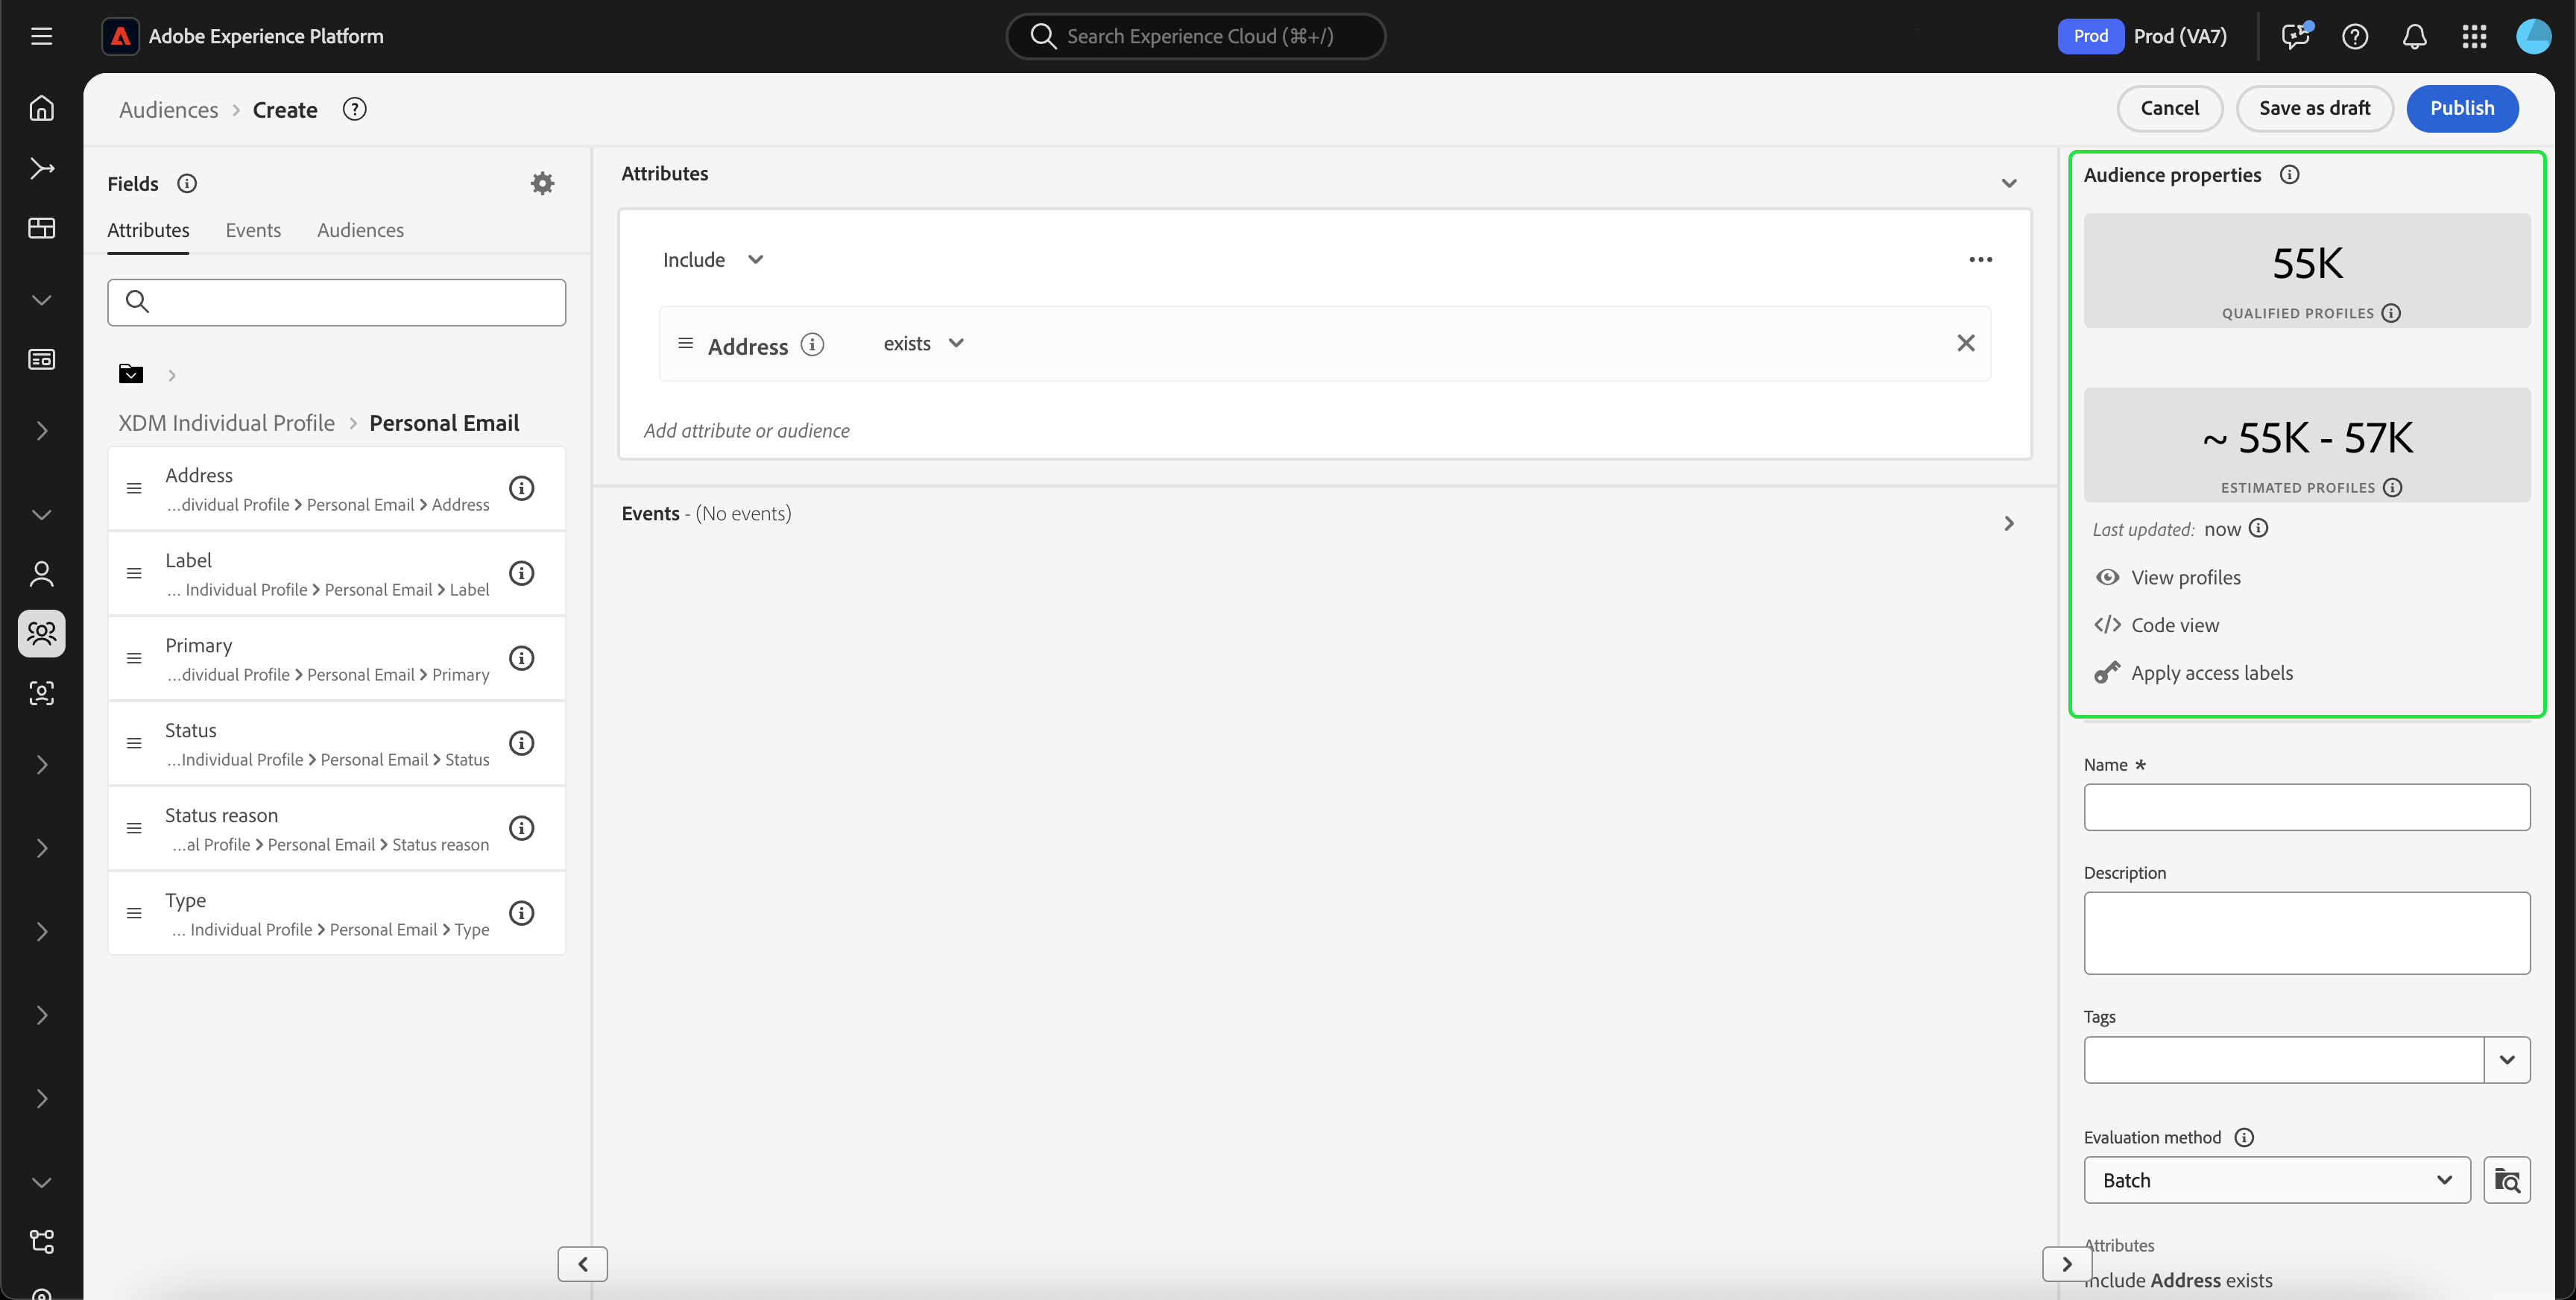 Adobe Experience Platform
Search Experience Cloud (⌘+/)
Prod
Prod (VA7)
Audiences > Create
Cancel
Save as draft
Publish
Fields
Attributes
Events
Audiences
XDM Individual Profile > Personal Email
Address
...dividual Profile > Personal Email > Address
Label
... Individual Profile > Personal Email > Label
Primary
...dividual Profile > Personal Email > Primary
Status
...Individual Profile > Personal Email > Status
Status reason
...al Profile > Personal Email > Status reason
Type
... Individual Profile > Personal Email > Type
Attributes
Include
Address
exists
Add attribute or audience
Events - (No events)
Audience properties
55K
QUALIFIED PROFILES
~ 55K - 57K
ESTIMATED PROFILES
Last updated: now
View profiles
</> Code view
Apply access labels
Name *
Description
Tags
Evaluation method
Batch
Attributes
Include Address exists